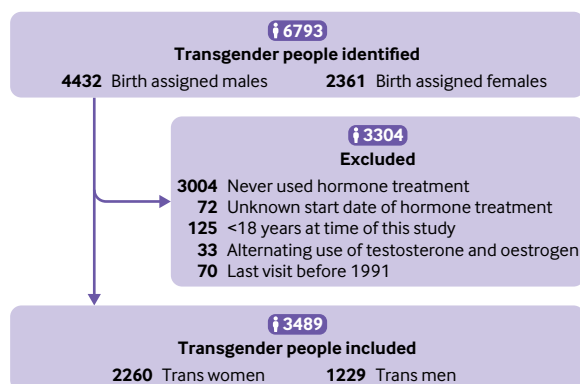 6793
Transgender people identified
4432 Birth assigned males 2361 Birth assigned females
3304
Excluded
3004 Never used hormone treatment
72 Unknown start date of hormone treatment
125 <18 years at time of this study
33 Alternating use of testosterone and oestrogen
70 Last visit before 1991
3489
Transgender people included
2260 Trans women 1229 Trans men